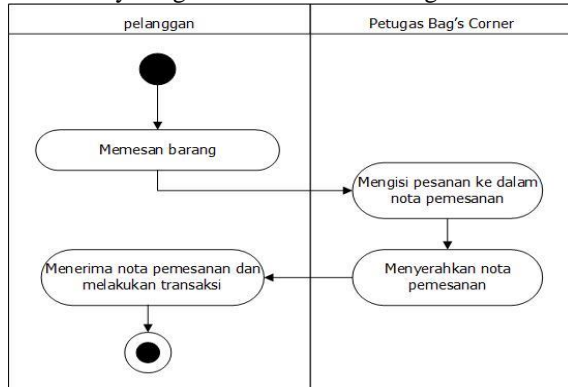 pelanggan
Petugas Bag's Corner
Memesan barang
Mengisi pesanan ke dalam
nota pemesanan
Menerima nota pemesanan dan
melakukan transaksi
Menyerahkan nota
pemesanan